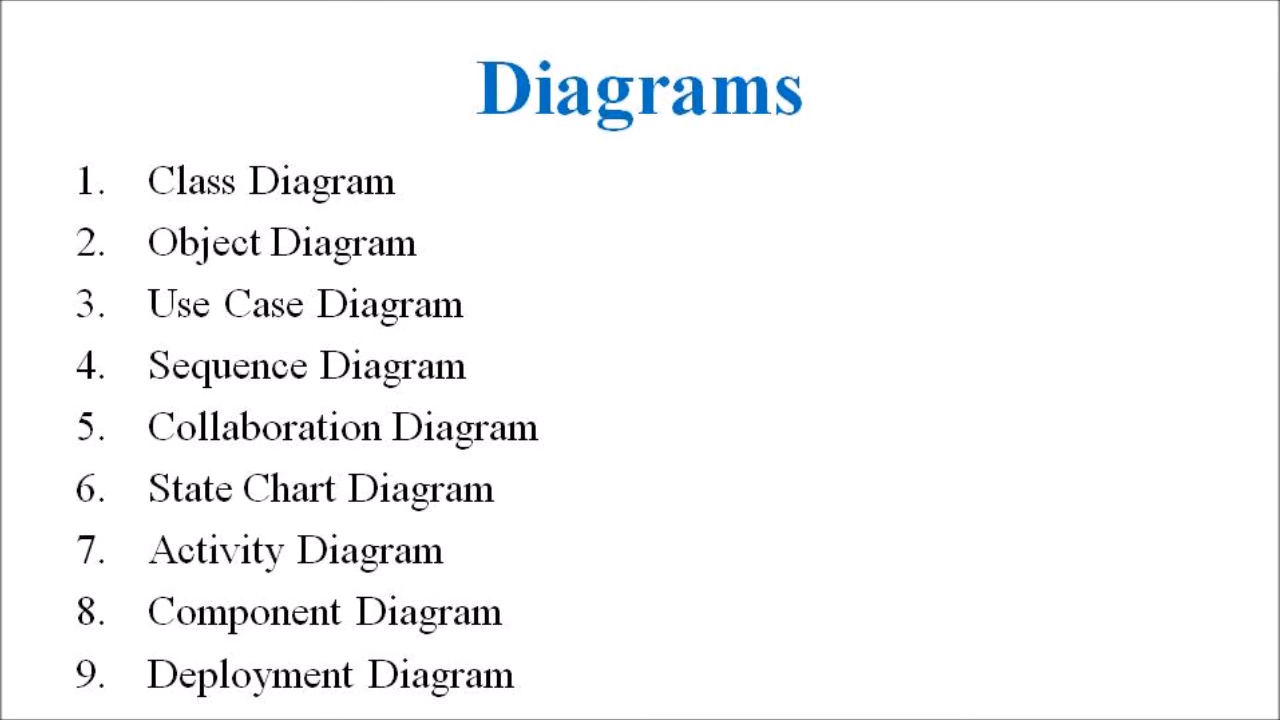 Diagrams
1. Class Diagram
2. Object Diagram
3. Use Case Diagram
4. Sequence Diagram
5. Collaboration Diagram
6. State Chart Diagram
7. Activity Diagram
8. Component Diagram
9. Deployment Diagram